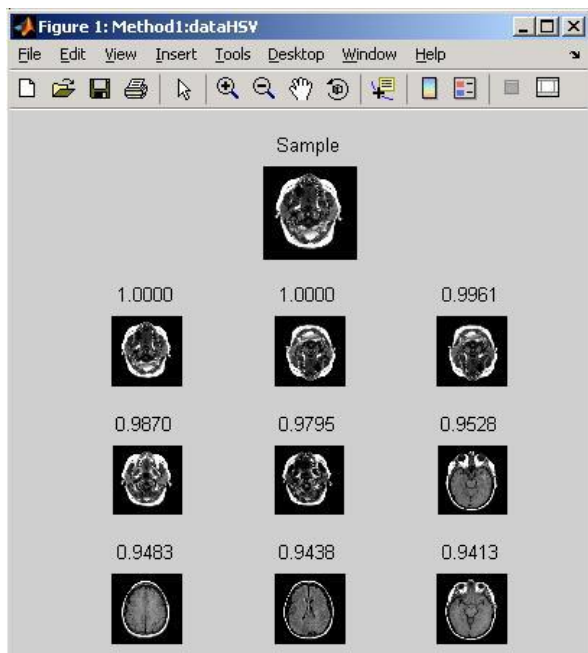 Figure 1: Method1:dataHSV
File Edit View Insert Tools Desktop Window Help
Sample
1.0000 1.0000 0.9961
0.9870 0.9795 0.9528
0.9483 0.9438 0.9413